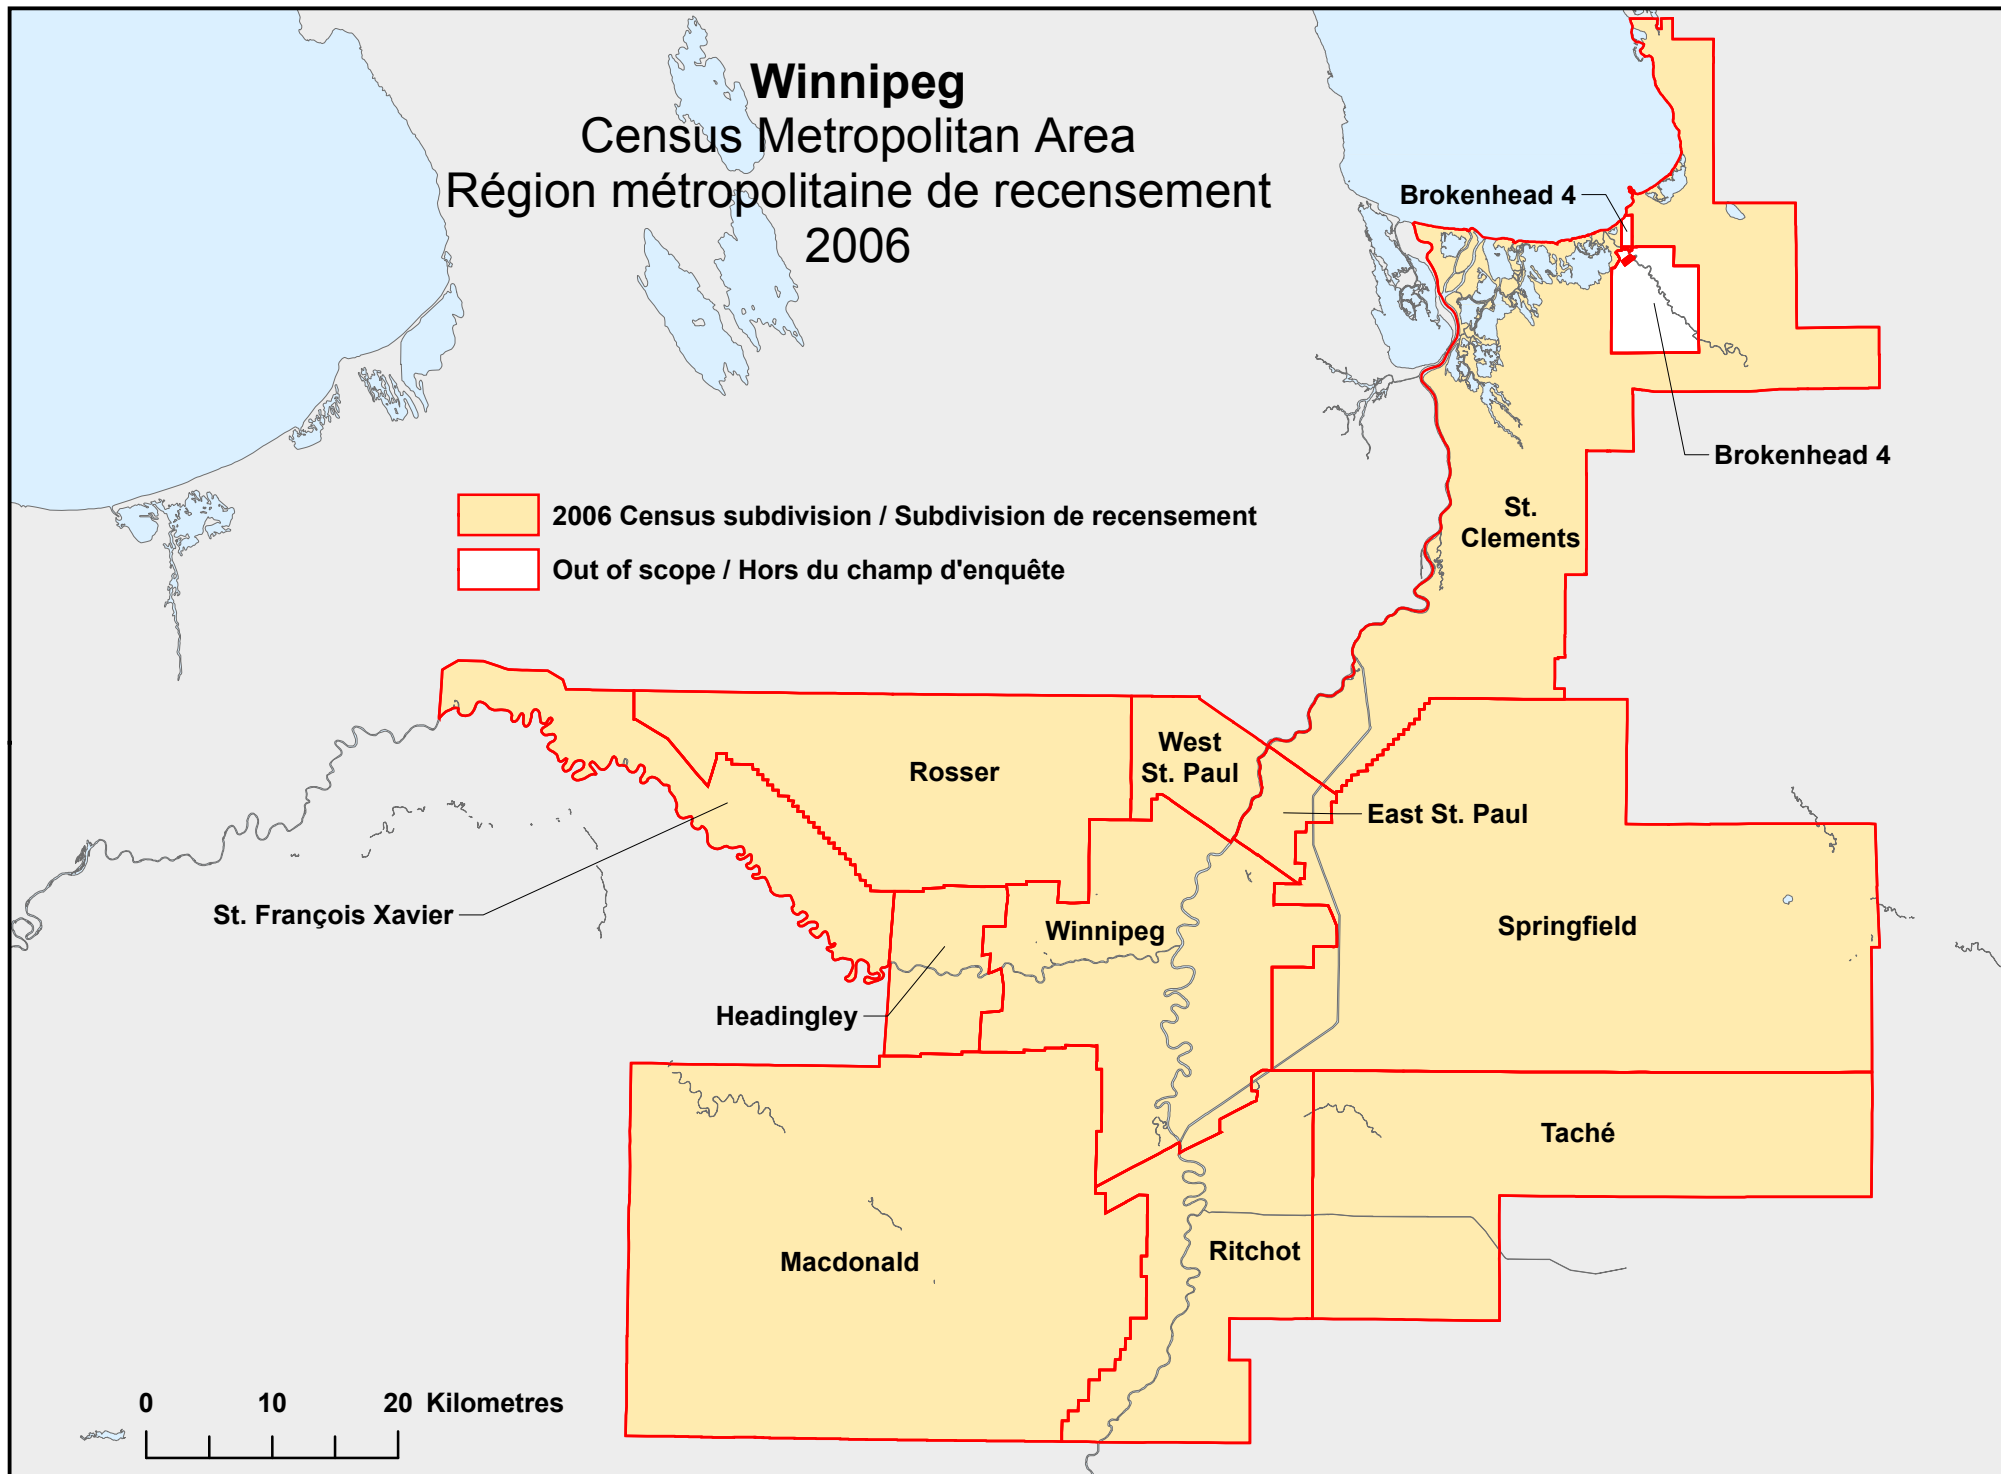 Winnipeg
Census Metropolitan Area
Région métropolitaine de recensement
2006
Brokenhead 4
Brokenhead 4
2006 Census subdivision / Subdivision de recensement
Out of scope / Hors du champ d'enquête
St.
Clements
West
St. Paul
Rosser
East St. Paul
St. François Xavier
Winnipeg
Springfield
Headingley
Taché
Ritchot
Macdonald
0 10 20 Kilometres